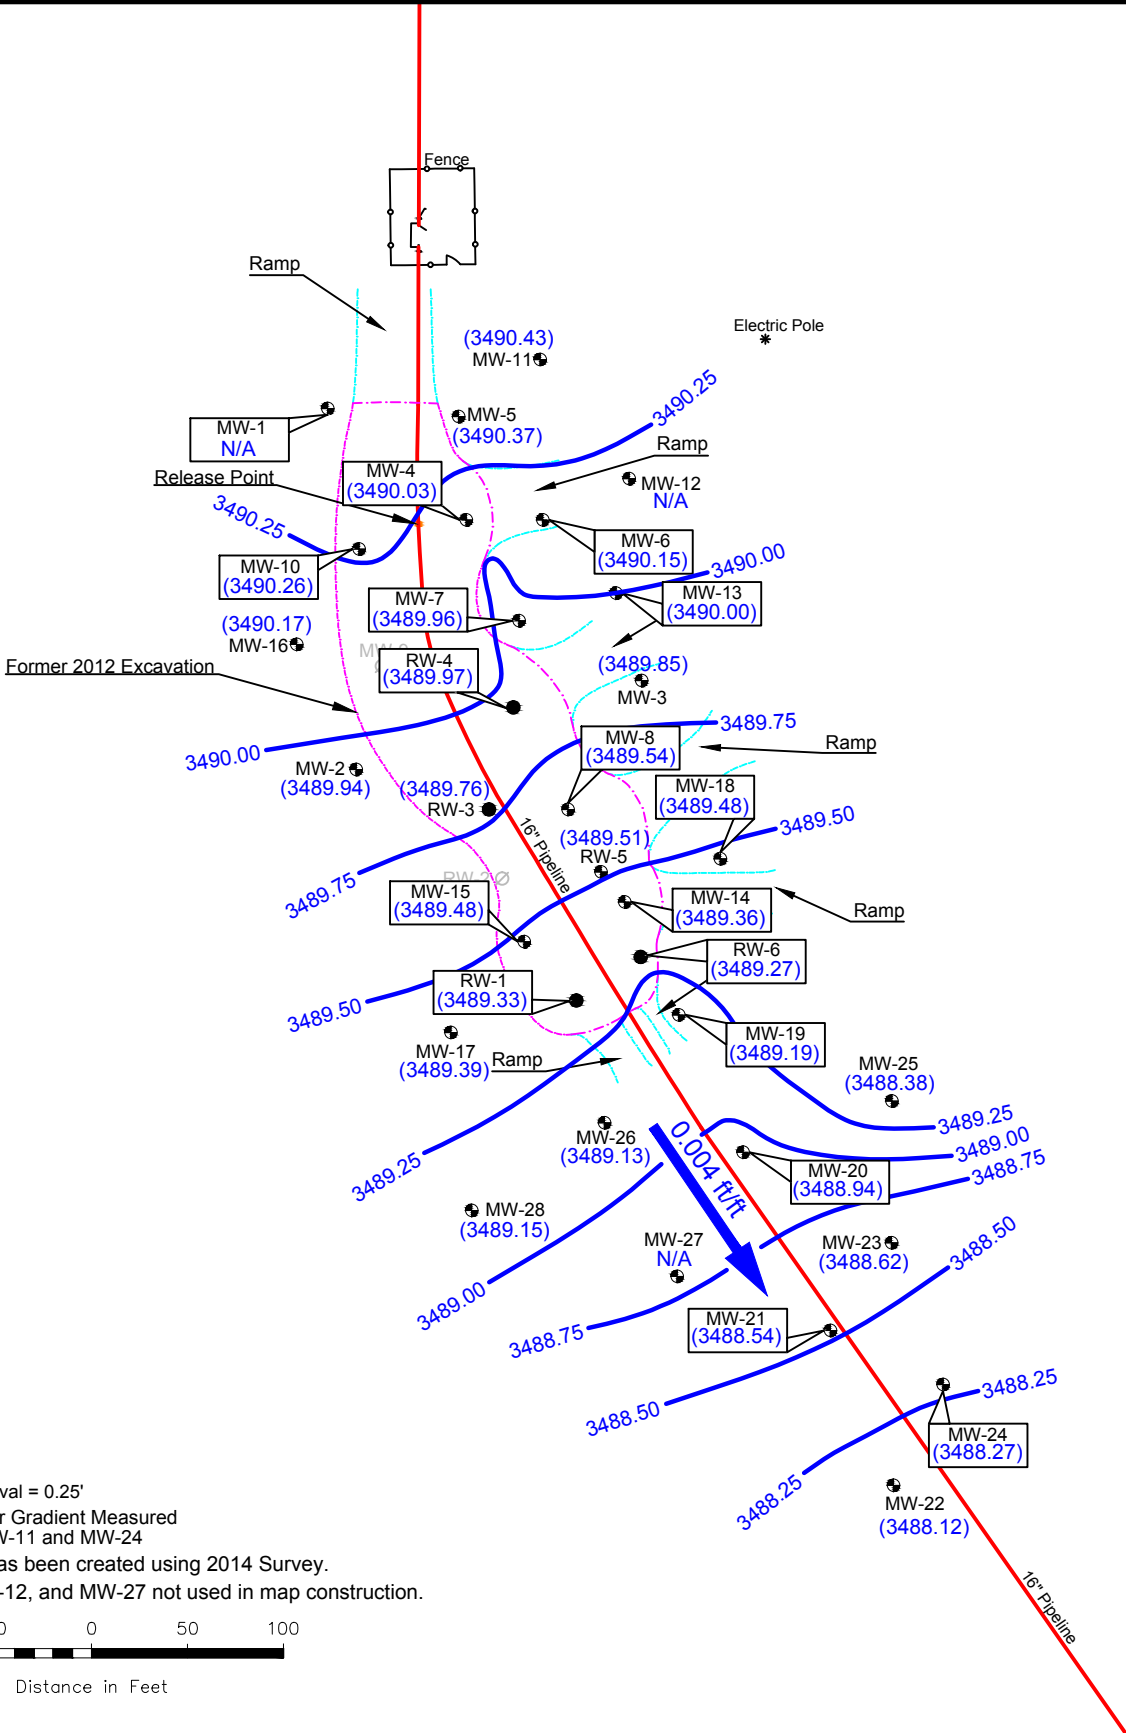 Fence
Ramp
Electric Pole
(3490.43)
MW-11
3490.25
MW-1
N/A
MW-5
(3490.37)
Ramp
MW-4
(3490.03)
Release Point
MW-12
N/A
3490.25
MW-6
(3490.15)
3490.00
MW-10
(3490.26)
MW-7
(3489.96)
MW-13
(3490.00)
(3490.17)
MW-16
RW-4
(3489.97)
(3489.85)
MW-3
Former 2012 Excavation
3489.75
MW-8
(3489.54)
Ramp
3490.00
MW-2
(3489.94)
(3489.76)
RW-3
MW-18
(3489.48)
3489.50
16" Pipeline
(3489.51)
RW-5
3489.75
RW-2
MW-15
(3489.48)
MW-14
(3489.36)
Ramp
RW-6
(3489.27)
RW-1
(3489.33)
3489.50
MW-19
(3489.19)
MW-17
(3489.39)
Ramp
MW-25
(3488.38)
3489.25
3489.00
3488.75
MW-26
(3489.13)
0.004 ft/ft
MW-20
(3488.94)
3489.25
MW-28
(3489.15)
MW-27
N/A
MW-23
(3488.62)
3488.50
3489.00
3488.75
MW-21
(3488.54)
3488.25
3488.50
MW-24
(3488.27)
3488.25
MW-22
(3488.12)
val = 0.25'
r Gradient Measured
W-11 and MW-24
as been created using 2014 Survey.
-12, and MW-27 not used in map construction.
16" Pipeline
0 0 50 100
Distance in Feet